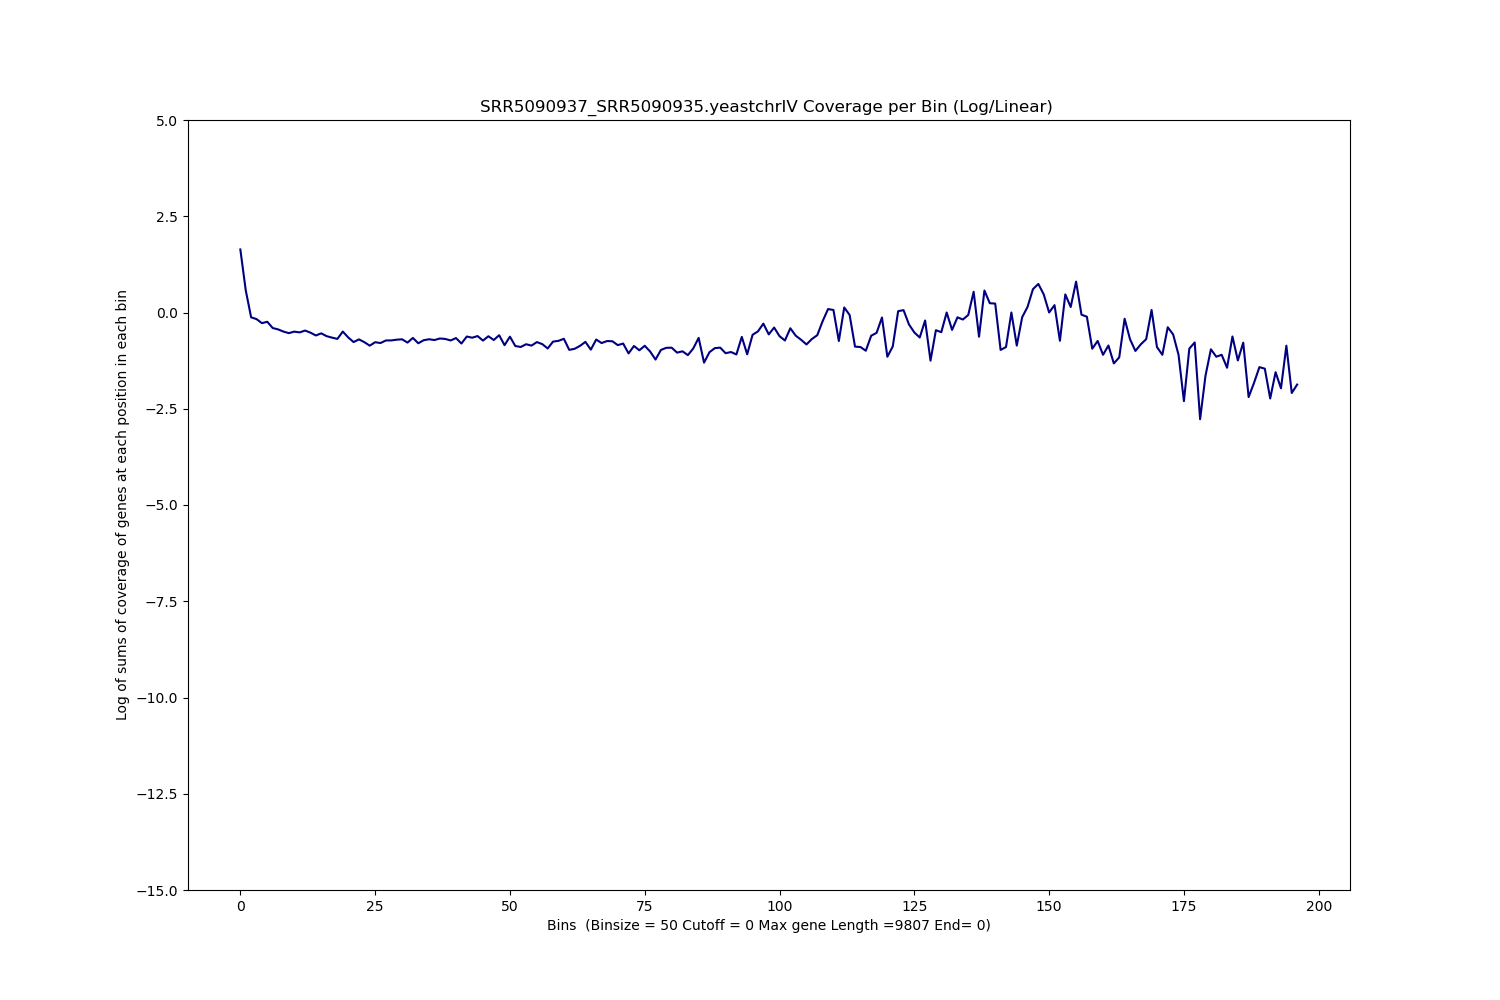 SRR5090937_SRR5090935.yeastchrIV Coverage per Bin (Log/Linear)
Log of sums of coverage of genes at each position in each bin
5.0
2.5
0.0
−2.5
−5.0
−7.5
−10.0
−12.5
−15.0
0 25 50 75 100 125 150 175 200
Bins  (Binsize = 50 Cutoff = 0 Max gene Length =9807 End= 0)